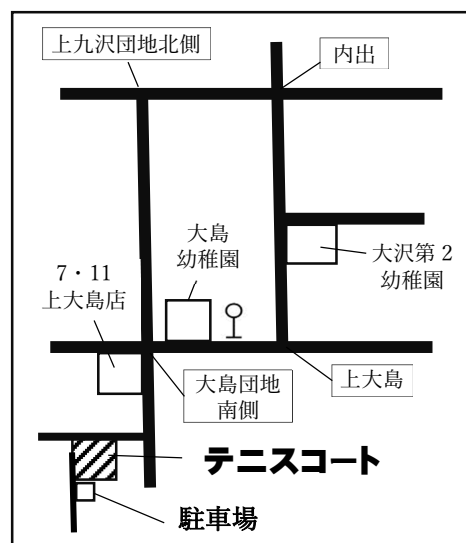 上九沢団地北側
内出
大島
幼稚園
大沢第2
幼稚園
7・11
上大島店
大島団地
南側
上大島
テニスコート
駐車場